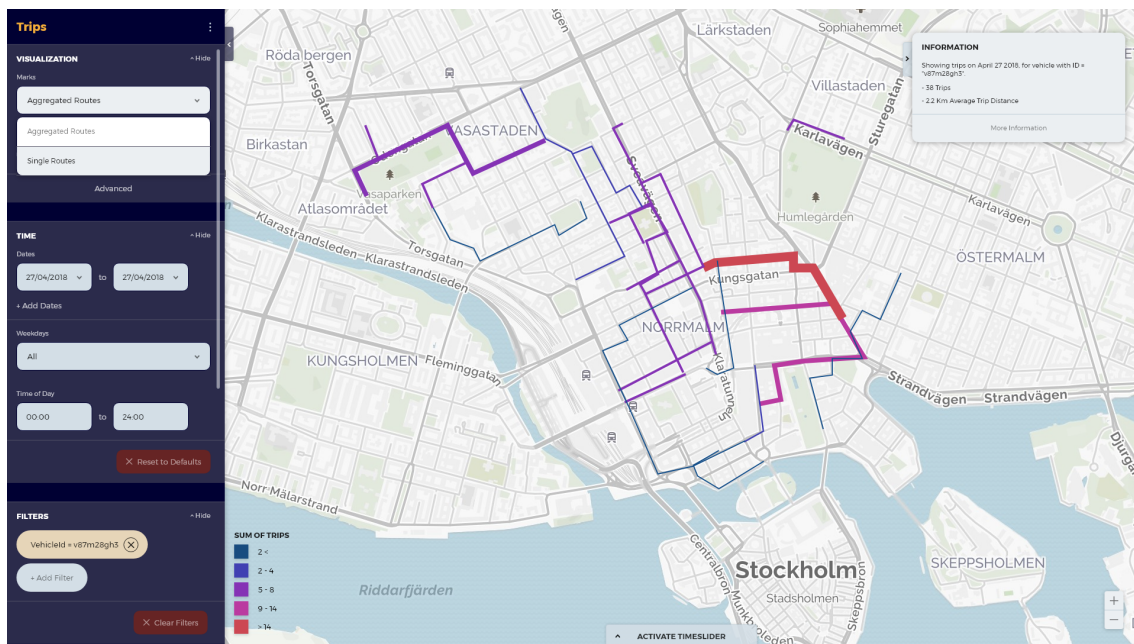 Trips
VISUALIZATION
Hide
Marks
Aggregated Routes
Aggregated Routes
Single Routes
Advanced
TIME
Hide
Dates
27/04/2018 to 27/04/2018
+ Add Dates
Weekdays
All
Time of Day
00:00 to 24:00
× Reset to Defaults
FILTERS
Hide
VehicleId = v87m28gh3
+ Add Filter
× Clear Filters
INFORMATION
Showing trips on April 27 2018, for vehicle with ID =
"v87m28gh3".
- 38 Trips
- 2.2 Km Average Trip Distance
More Information
Röda bergen
Torsgatan
Birkastan
Odengatan
VASASTADEN
Vasaparken
Atlasområdet
Klarastrandsleden
Klarastrandsleden
Torsgatan
Lärkstaden
Sophiahemmet
Villastaden
Sturegatan
Karlavägen
Sveavägen
Humlegården
Karlavägen
ÖSTERMALM
Kungsgatan
NORRMALM
KUNGSHOLMEN
Fleminggatan
Strandvägen
Strandvägen
Norr Mälarstrand
Riddarfjärden
Centralbron
Munkbroleden
Stockholm
Stadsholmen
Skeppsbron
SKEPPSHOLMEN
SUM OF TRIPS
2 <
2 - 4
5 - 8
9 - 14
> 14
ACTIVATE TIMESLIDER
+
−